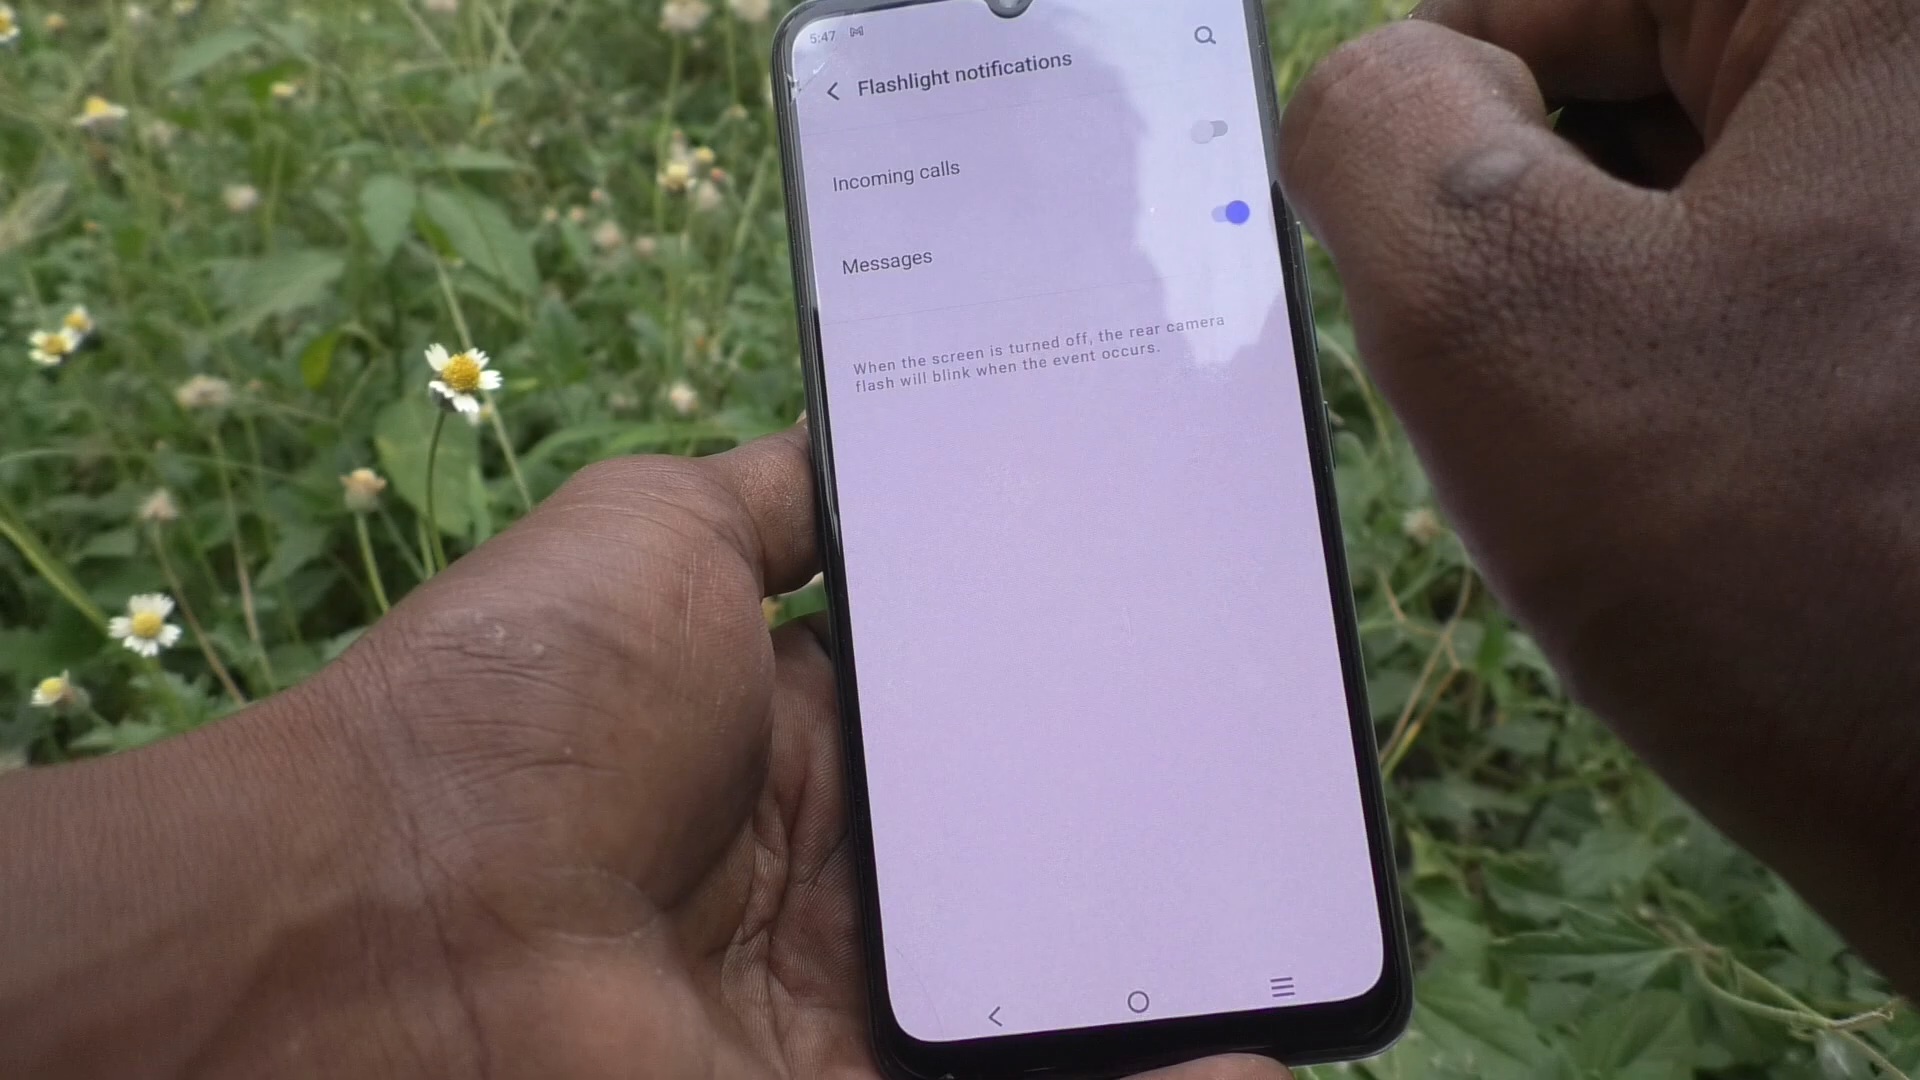 5:47
Flashlight notifications
Incoming calls
Messages
When the screen is turned off, the rear camera
flash will blink when the event occurs.